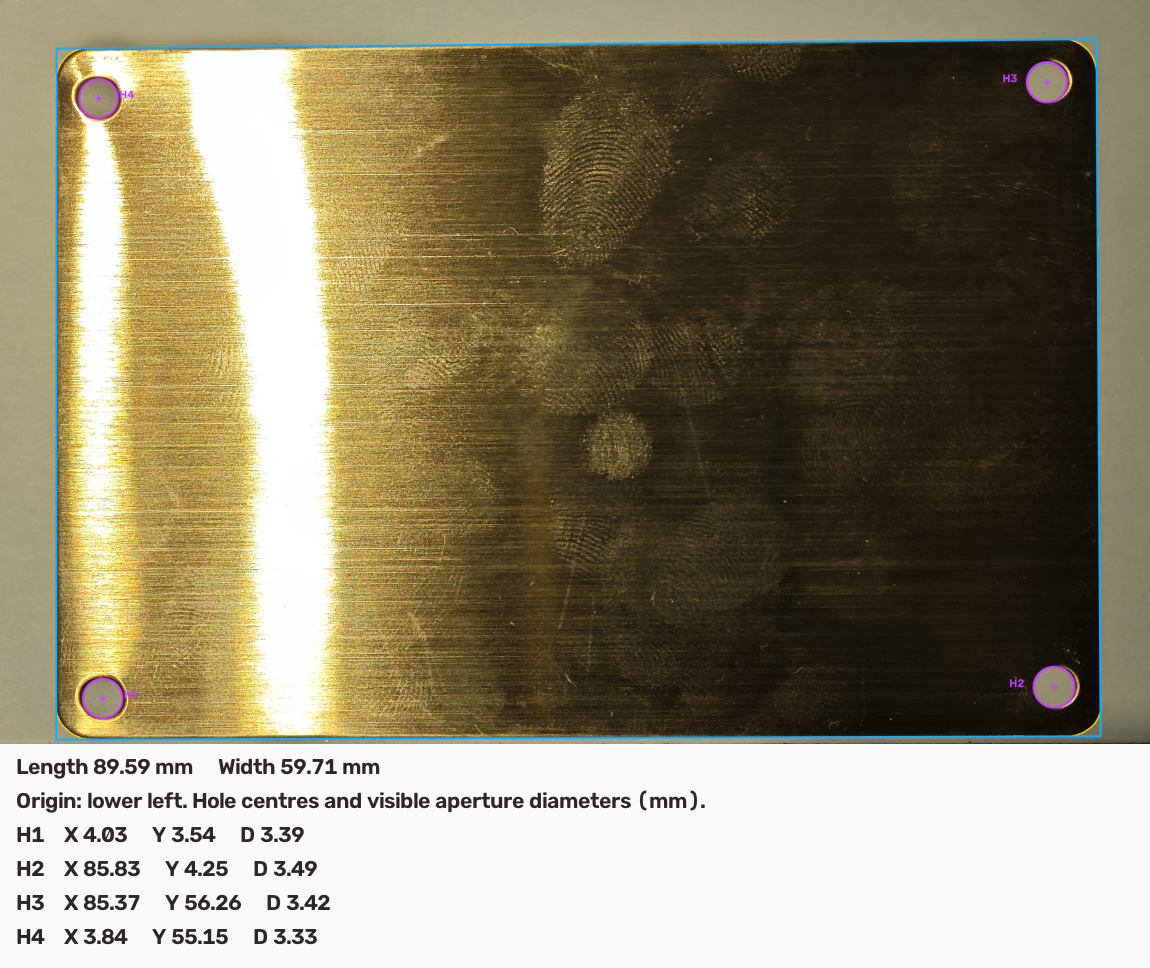 H4
H3
H1
H2
Length 89.59 mm Width 59.71 mm
Origin: lower left. Hole centres and visible aperture diameters (mm).
H1 X 4.03 Y 3.54 D 3.39
H2 X 85.83 Y 4.25 D 3.49
H3 X 85.37 Y 56.26 D 3.42
H4 X 3.84 Y 55.15 D 3.33